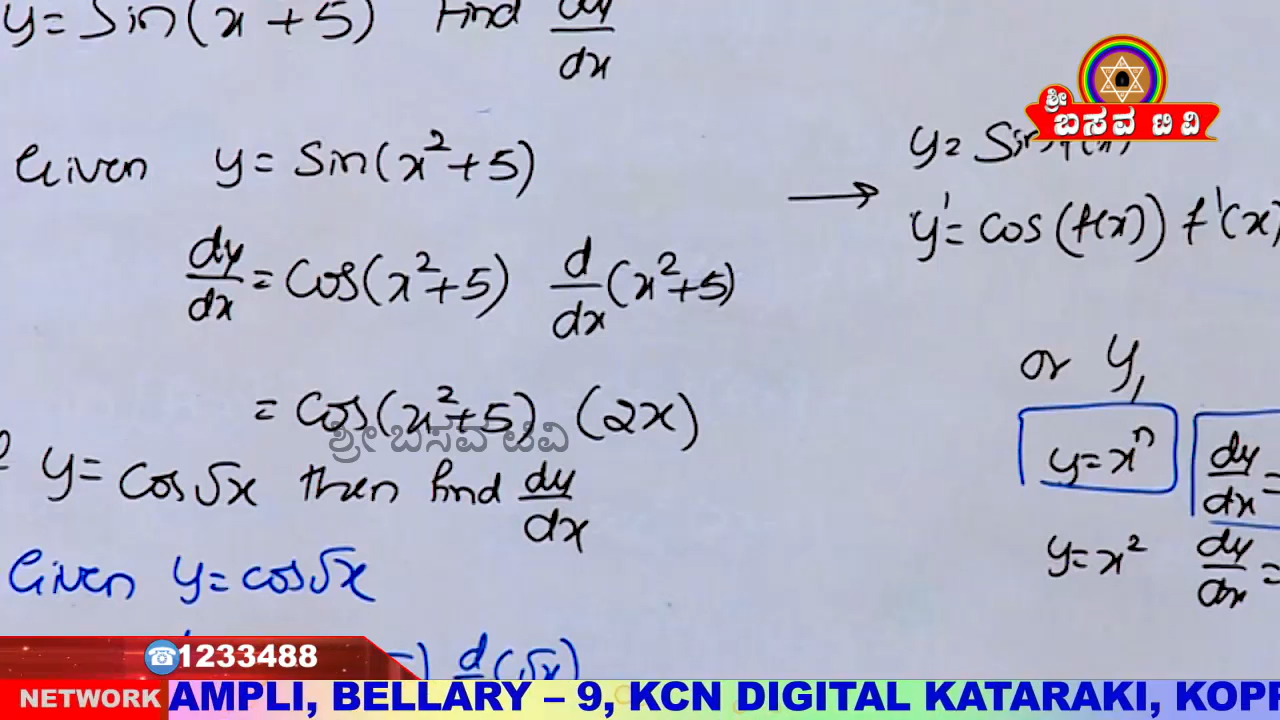 y = Sin(x + 5) Find dy/dx
Given y = Sin(x²+5)
dy/dx = Cos(x²+5) d/dx (x²+5)
= Cos(x²+5) (2x)
y = Cos√x then find dy/dx
Given y = cos√x
d/ (√x)
→ y = Sin f(x)
y' = Cos (f(x)) f'(x)
or y₁
y = xⁿ dy/dx =
y = x² dy/dx =
ಶ್ರೀ
ಬಸವ ಟಿವಿ
ಶ್ರೀ ಬಸವ ಟಿವಿ
1233488
NETWORK AMPLI, BELLARY – 9, KCN DIGITAL KATARAKI, KOPP